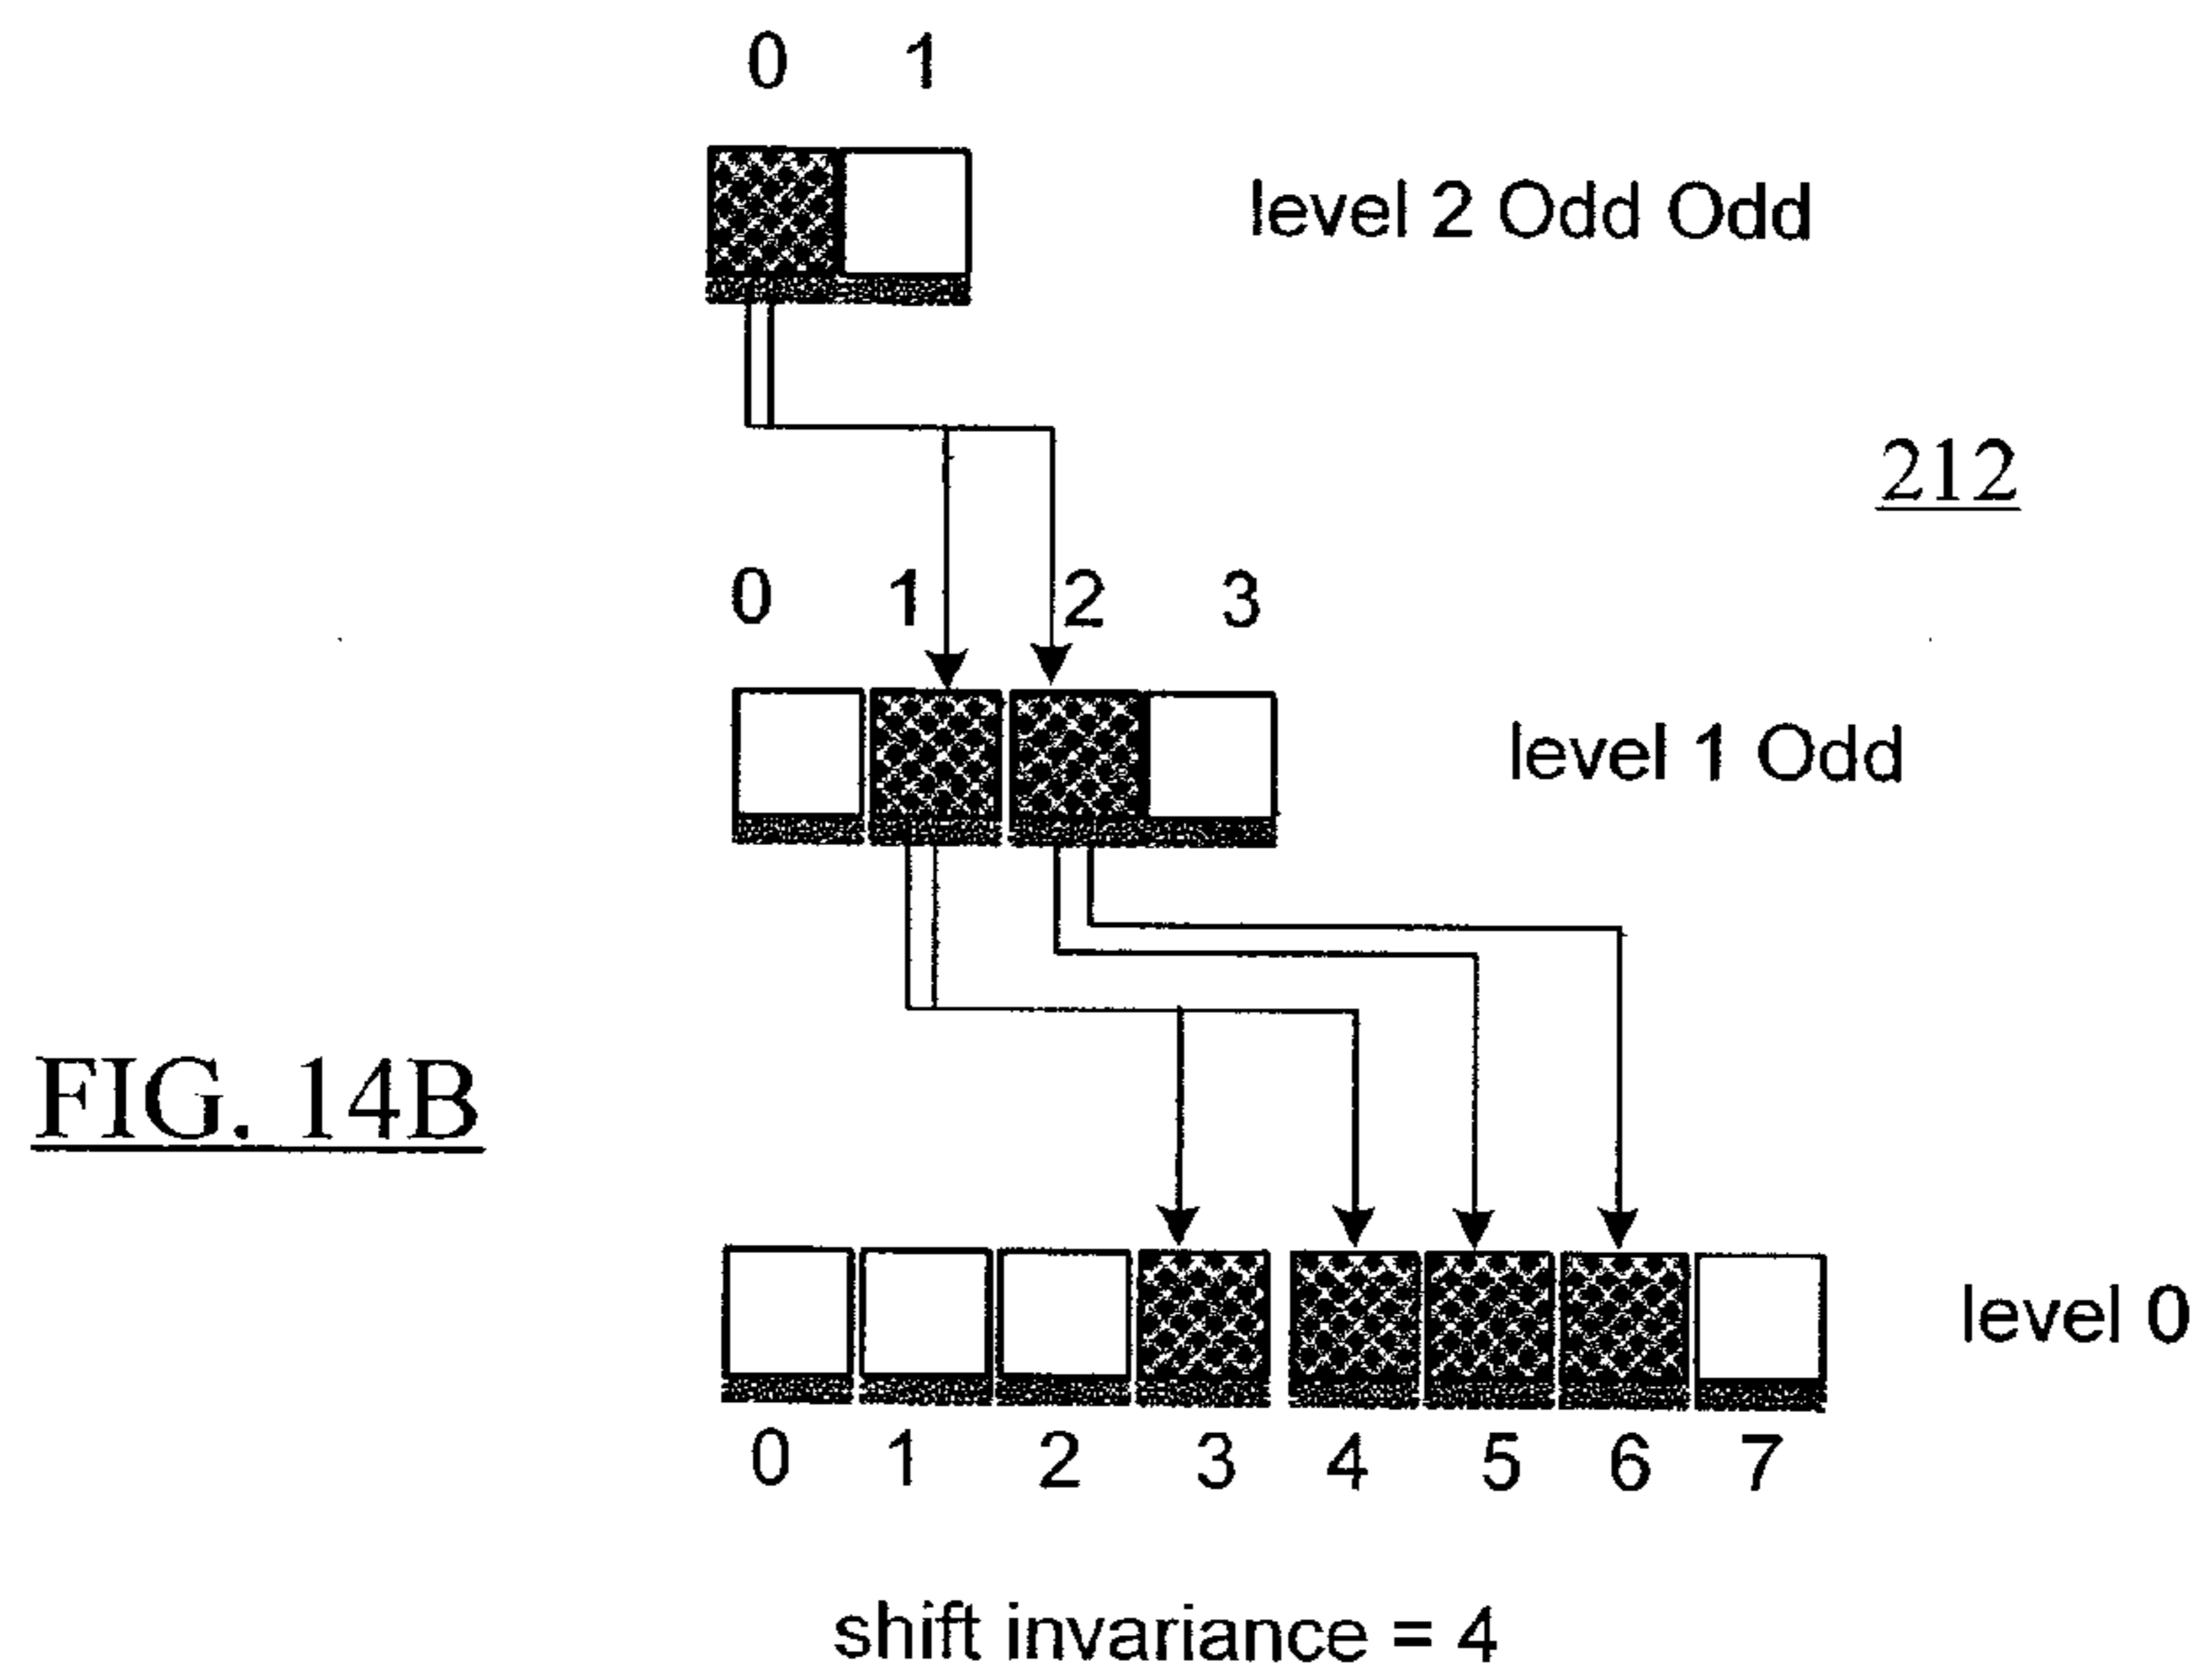 0 1
level 2 Odd Odd
212
0 1 2 3
level 1 Odd
FIG. 14B
level 0
0 1 2 3 4 5 6 7
shift invariance = 4